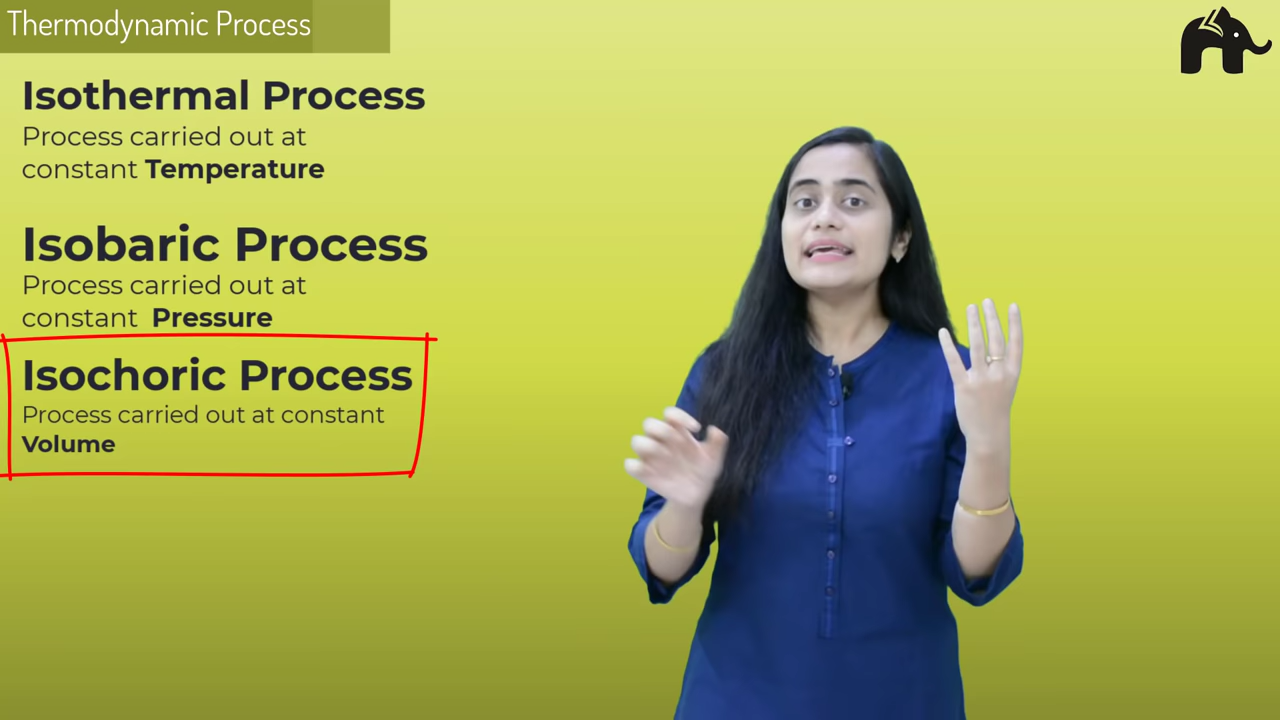 Thermodynamic Process
Isothermal Process
Process carried out at
constant Temperature
Isobaric Process
Process carried out at
constant Pressure
Isochoric Process
Process carried out at constant
Volume